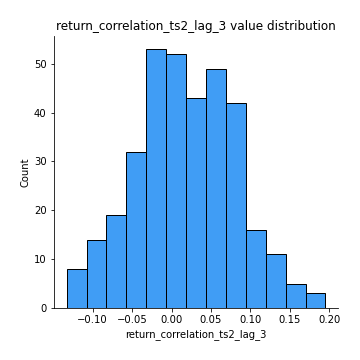 return_correlation_ts2_lag_3 value distribution
Count
50
40
30
20
10
0
−0.10 −0.05 0.00 0.05 0.10 0.15 0.20
return_correlation_ts2_lag_3